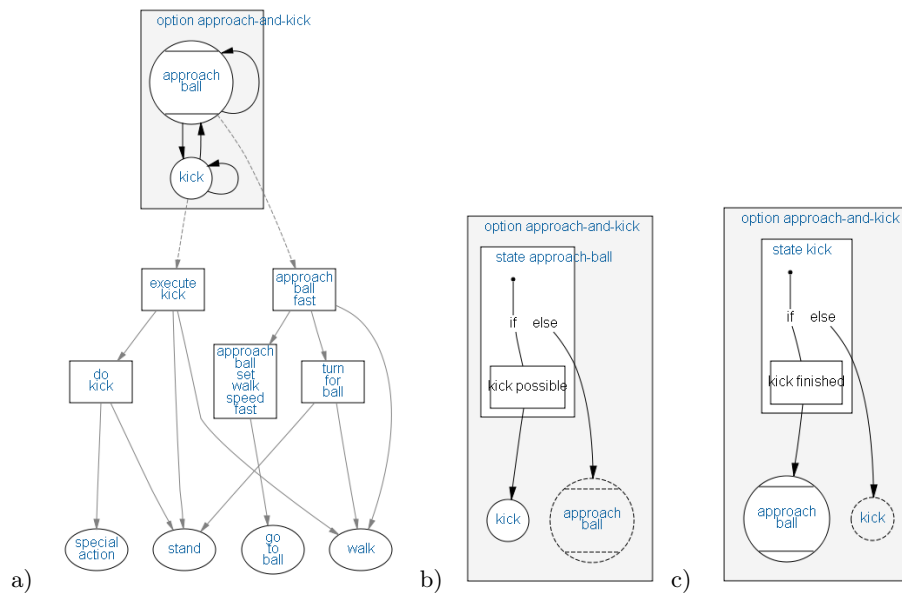 option approach-and-kick
approach
ball
kick
execute
kick
approach
ball
fast
do
kick
approach
ball
set
walk
speed
fast
turn
for
ball
special
action
stand
go
to
ball
walk
a)
option approach-and-kick
state approach-ball
if else
kick possible
kick
approach
ball
b)
option approach-and-kick
state kick
if else
kick finished
approach
ball
kick
c)